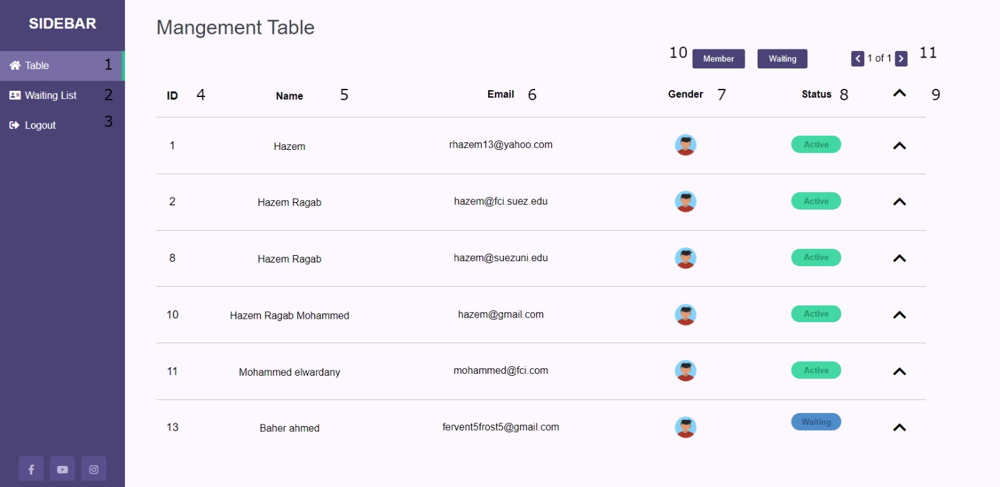 SIDEBAR
Table 1
Waiting List 2
Logout 3
Mangement Table
10 Member Waiting 1 of 1 11
ID 4 Name 5 Email 6 Gender 7 Status 8 9
1 Hazem rhazem13@yahoo.com Active
2 Hazem Ragab hazem@fci.suez.edu Active
8 Hazem Ragab hazem@suezuni.edu Active
10 Hazem Ragab Mohammed hazem@gmail.com Active
11 Mohammed elwardany mohammed@fci.com Active
13 Baher ahmed fervent5frost5@gmail.com Waiting